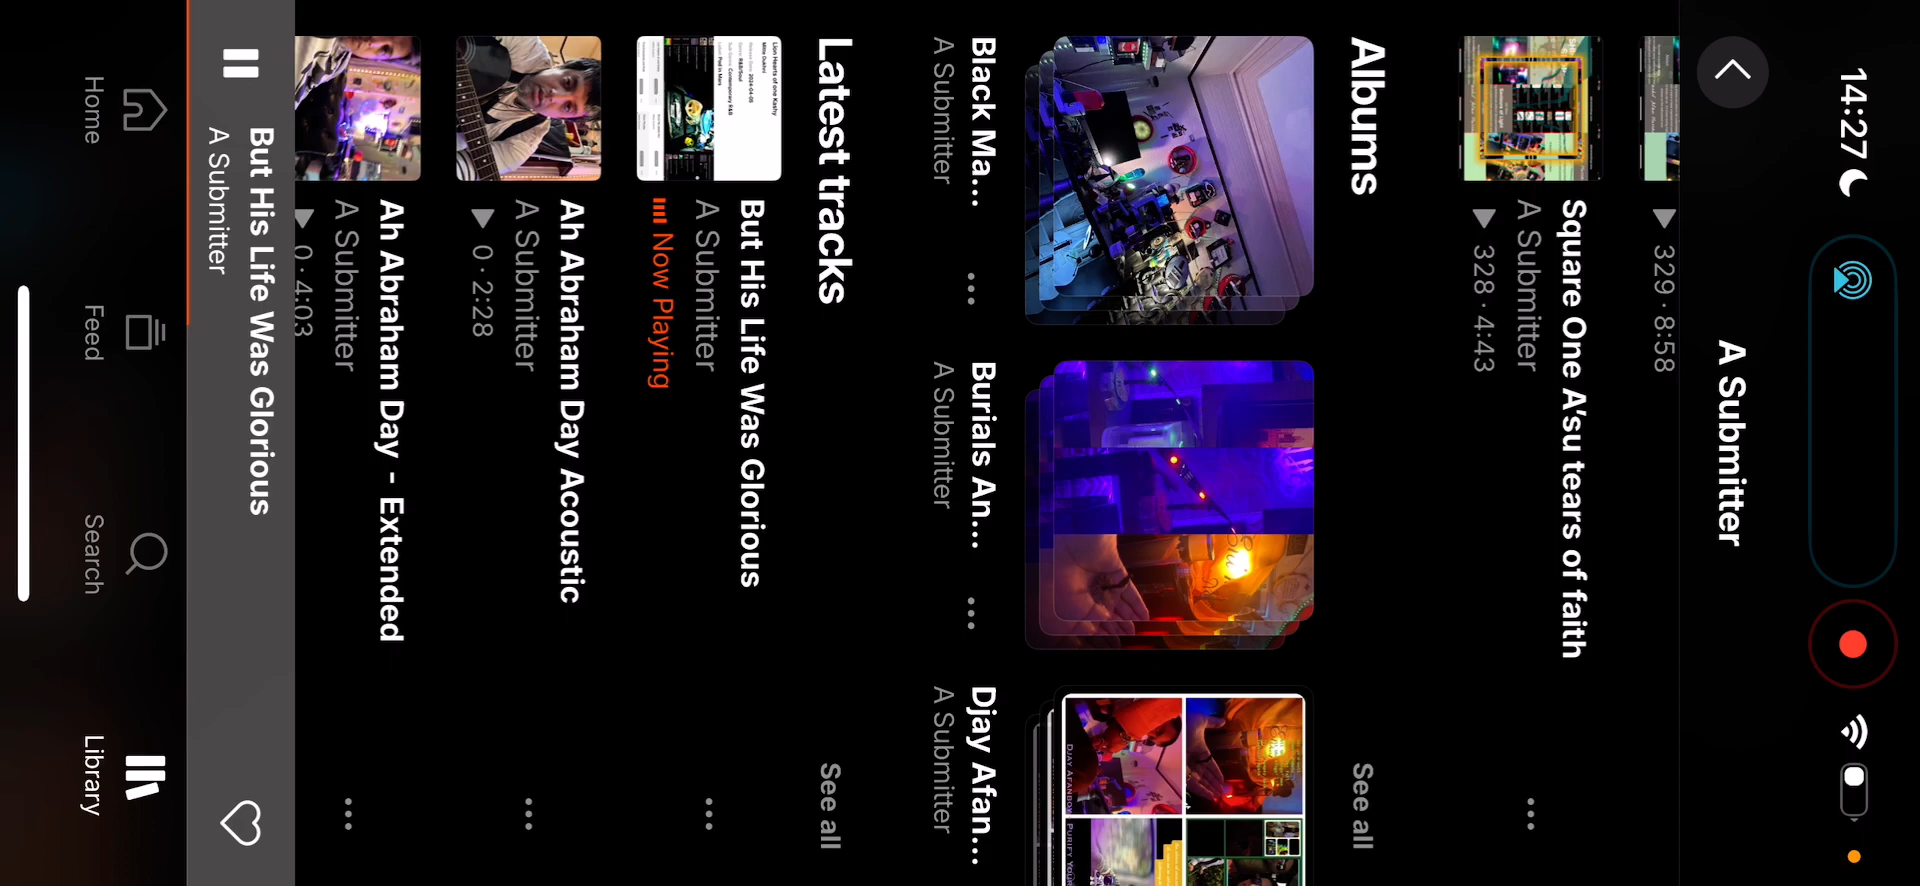 14:27
A Submitter
329 · 8:58
Square One A'su tears of faith
A Submitter
328 · 4:43
Albums
See all
Black Ma...
A Submitter
Burials An...
A Submitter
Djay Afan...
A Submitter
Latest tracks
See all
But His Life Was Glorious
A Submitter
Now Playing
Ah Abraham Day Acoustic
A Submitter
0 · 2:28
Ah Abraham Day - Extended
A Submitter
0 · 4:03
But His Life Was Glorious
A Submitter
Home
Feed
Search
Library